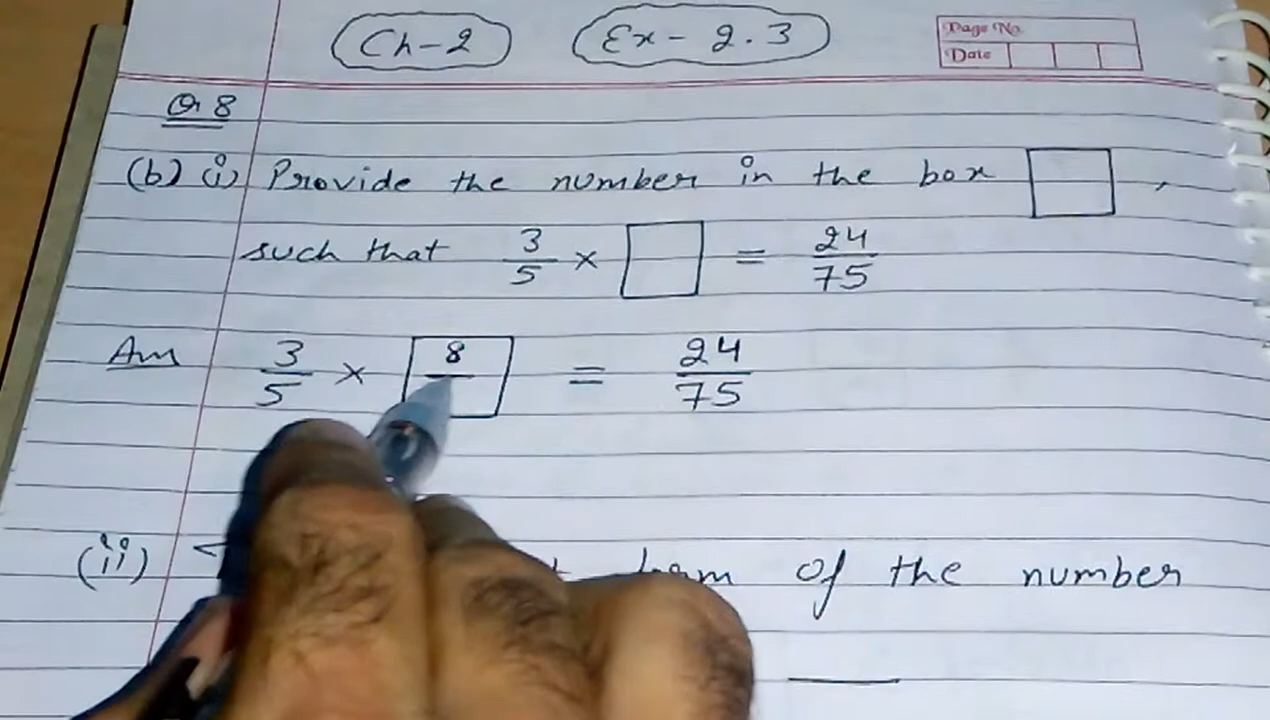 Ch-2 Ex-2.3
Page No.
Date
Q 8
(b) (i) Provide the number in the box ,
such that 3/5 × = 24/75
Ans 3/5 × 8/ = 24/75
(ii) form of the number